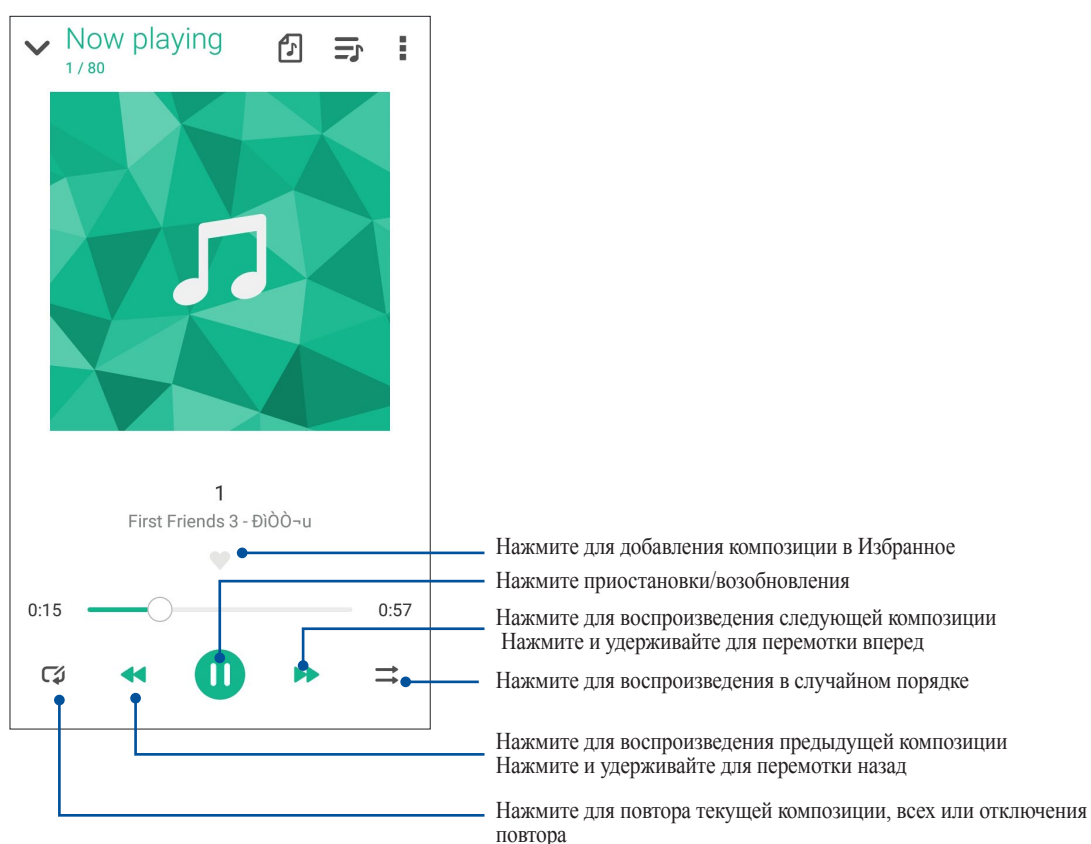 Now playing
1 / 80
1
First Friends 3 - ÐìÒÒ¬u
0:15
0:57
Нажмите для добавления композиции в Избранное
Нажмите приостановки/возобновления
Нажмите для воспроизведения следующей композиции
Нажмите и удерживайте для перемотки вперед
Нажмите для воспроизведения в случайном порядке
Нажмите для воспроизведения предыдущей композиции
Нажмите и удерживайте для перемотки назад
Нажмите для повтора текущей композиции, всех или отключения
повтора